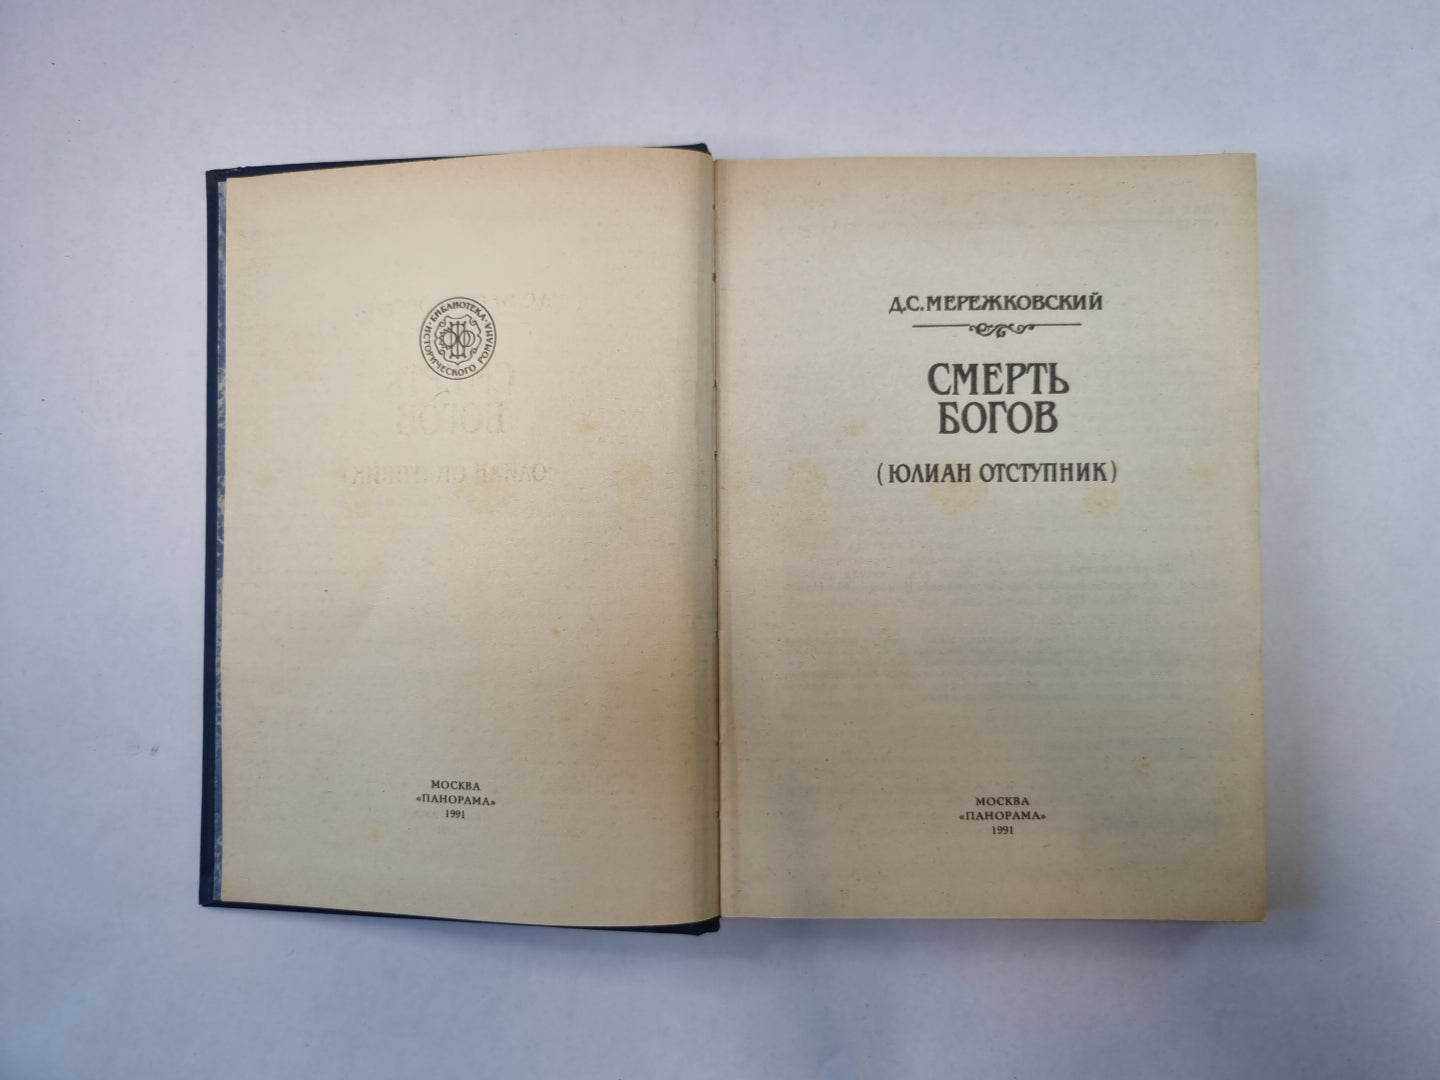 БИБЛИОТЕКА
ИСТОРИЧЕСКОГО РОМАНА
МОСКВА
«ПАНОРАМА»
1991
Д.С.МЕРЕЖКОВСКИЙ
СМЕРТЬ
БОГОВ
(ЮЛИАН ОТСТУПНИК)
МОСКВА
«ПАНОРАМА»
1991